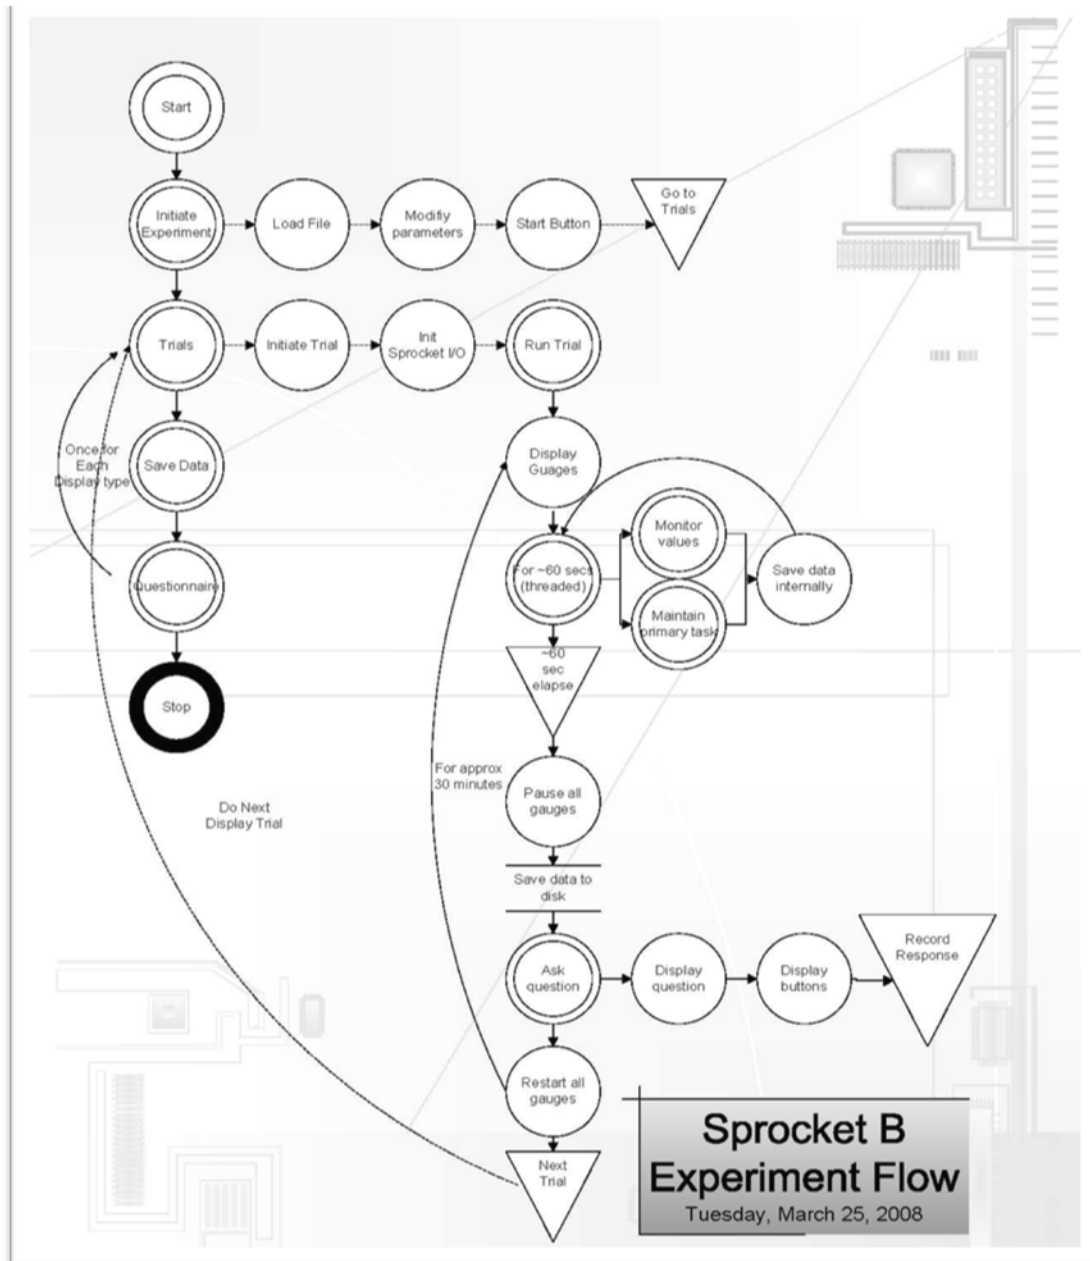 Start
Initiate
Experiment
Load File
Modifiy
parameters
Start Button
Go to
Trials
Trials
Initiate Trial
Init
Sprocket I/O
Run Trial
Once for
Each
Display type
Save Data
Display
Guages
Monitor
values
For ~60 secs
(threaded)
Save data
internally
Maintain
primary task
Questionnaire
~60
sec
elapse
Stop
For approx
30 minutes
Pause all
gauges
Do Next
Display Trial
Save data to
disk
Ask
question
Display
question
Display
buttons
Record
Response
Restart all
gauges
Next
Trial
Sprocket B
Experiment Flow
Tuesday, March 25, 2008